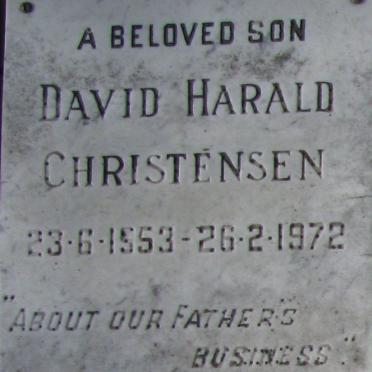 A BELOVED SON
DAVID HARALD
CHRISTENSEN
23·6·1953-26·2·1972
"ABOUT OUR FATHER'S
BUSINESS".